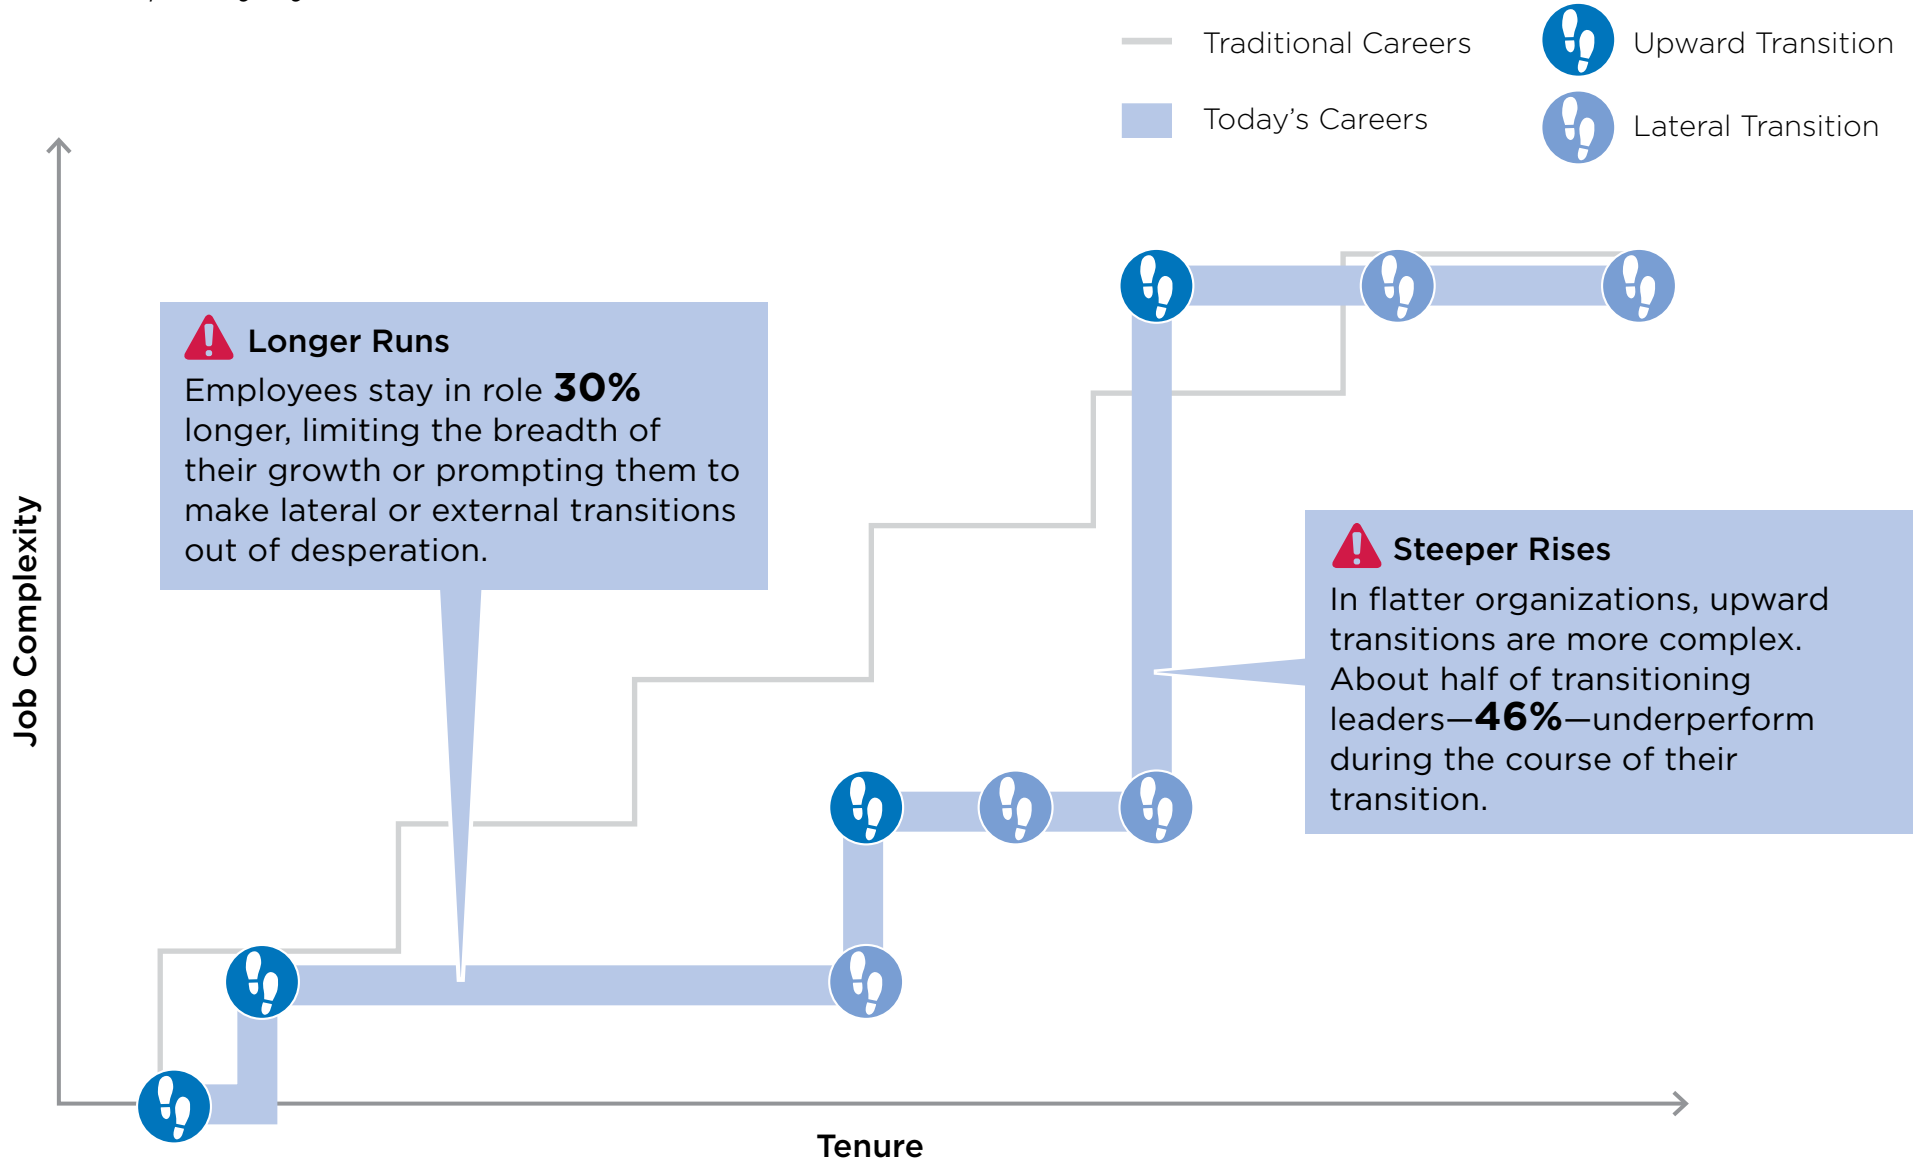 Traditional Careers
Upward Transition
Today's Careers
Lateral Transition
Longer Runs
Employees stay in role 30%
longer, limiting the breadth of
their growth or prompting them to
make lateral or external transitions
out of desperation.
Steeper Rises
In flatter organizations, upward
transitions are more complex.
About half of transitioning
leaders—46%—underperform
during the course of their
transition.
Job Complexity
Tenure